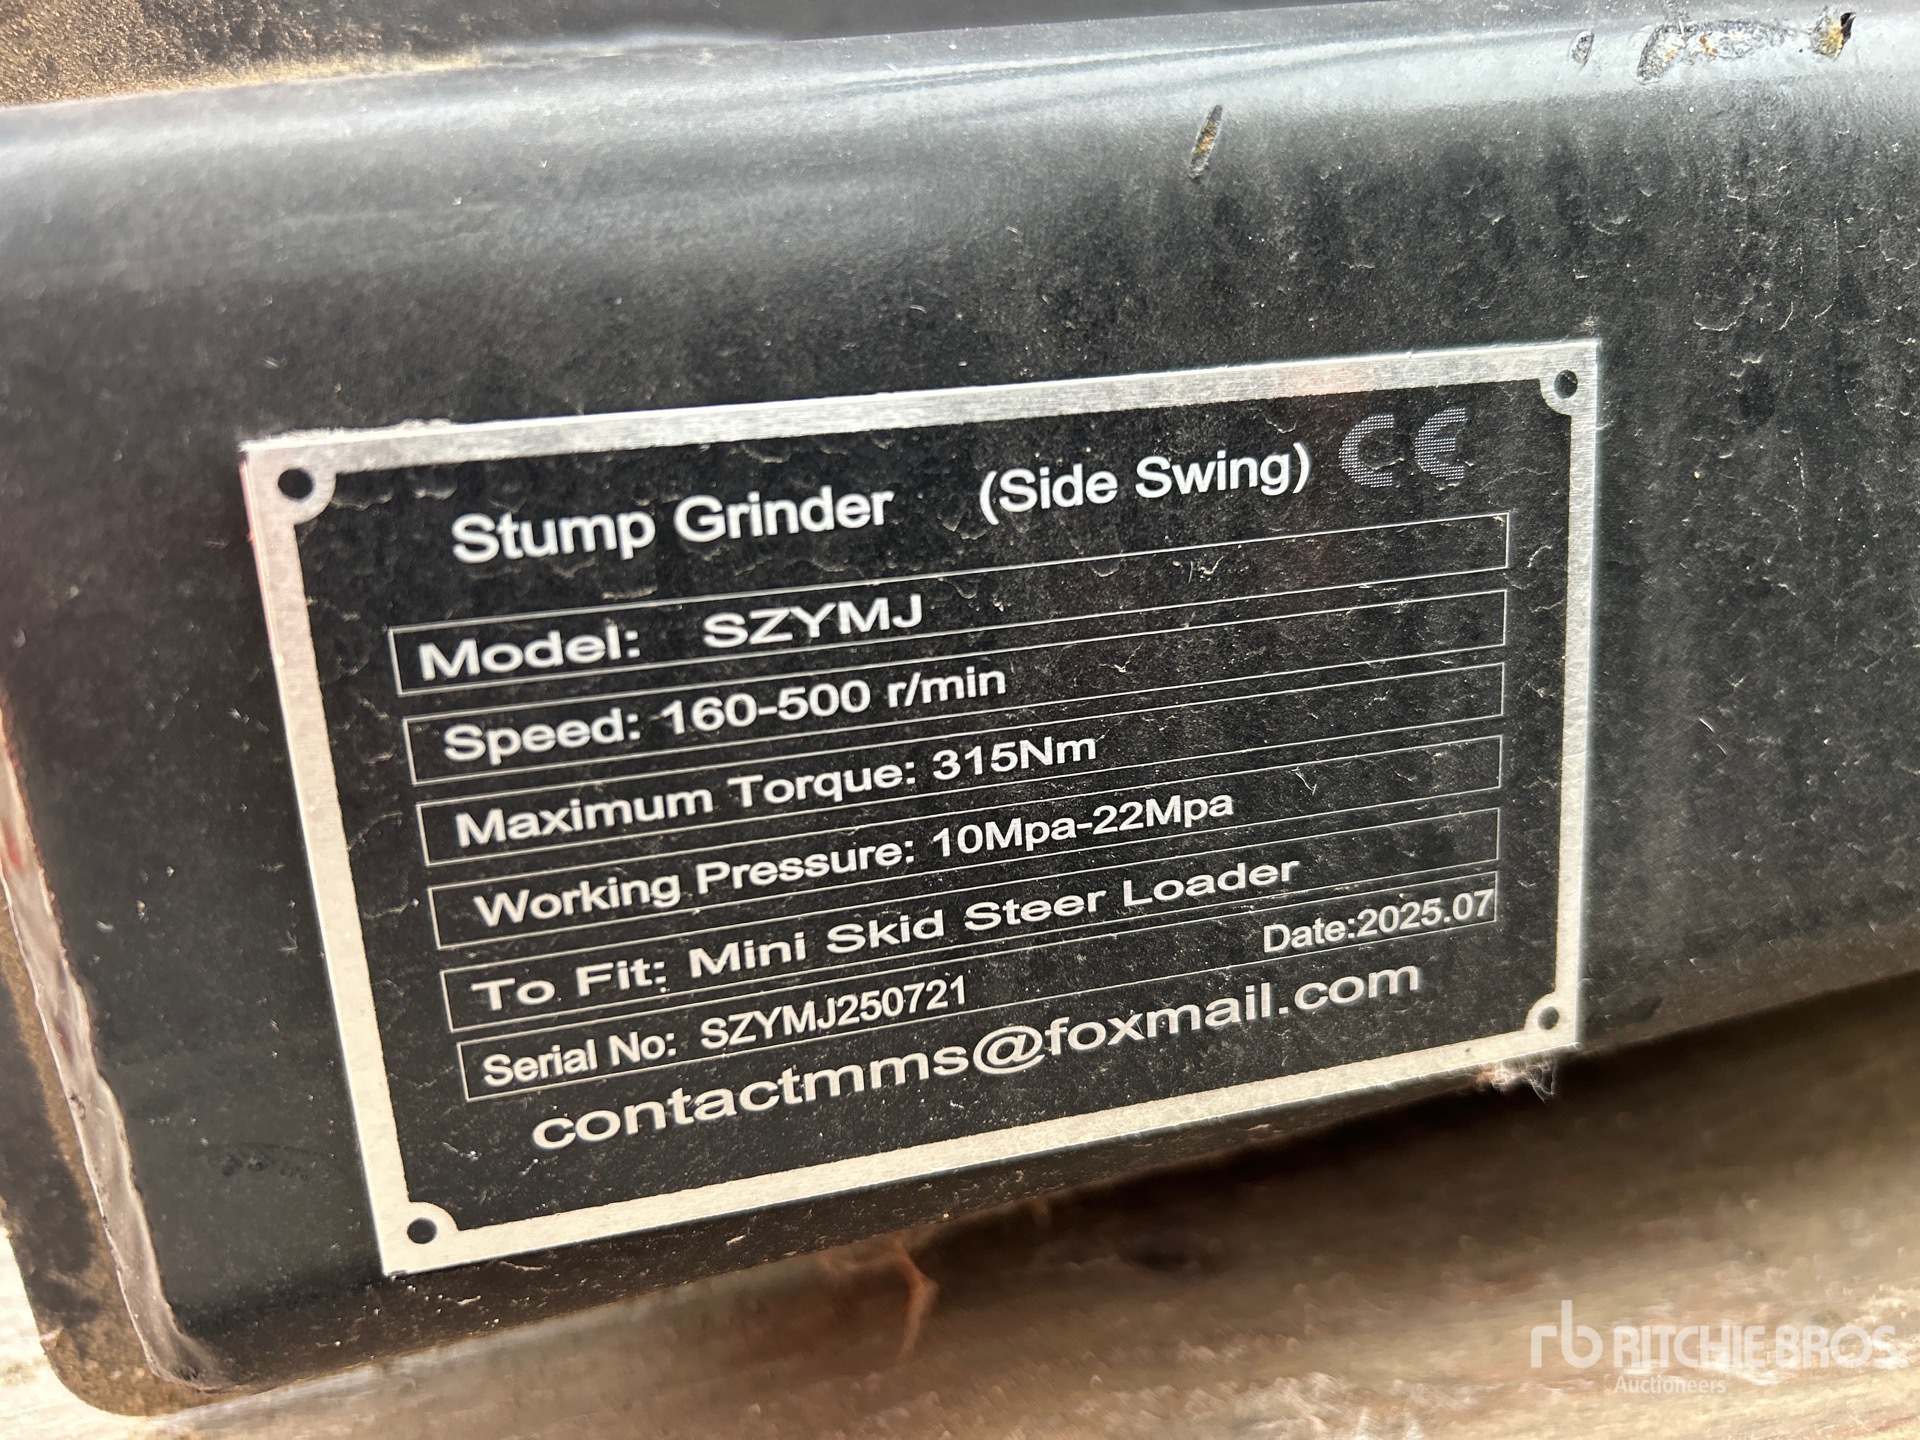 Stump Grinder (Side Swing) CE
Model: SZYMJ
Speed: 160-500 r/min
Maximum Torque: 315Nm
Working Pressure: 10Mpa-22Mpa
To Fit: Mini Skid Steer Loader
Serial No: SZYMJ250721 Date:2025.07
contactmms@foxmail.com
rb RITCHIE BROS
Auctioneers